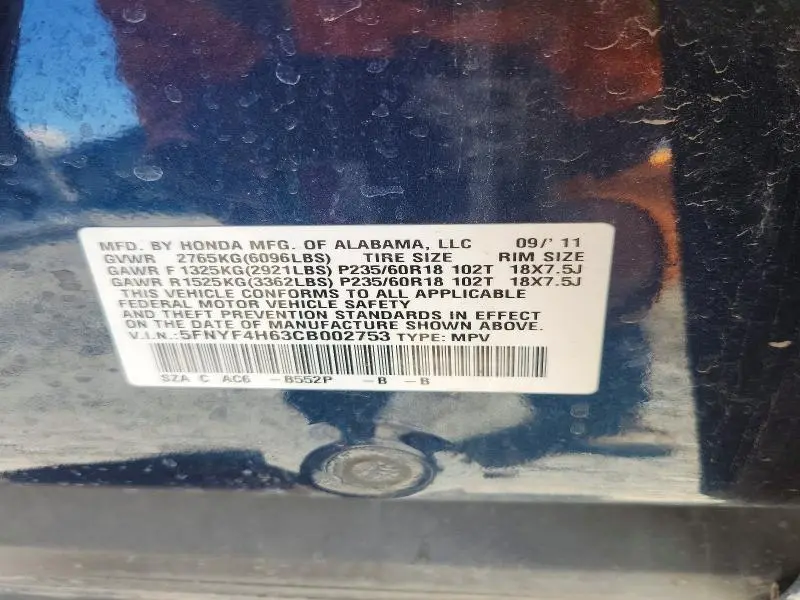 MFD. BY HONDA MFG. OF ALABAMA, LLC 09/'11
GVWR 2765KG(6096LBS) TIRE SIZE RIM SIZE
GAWR F 1325KG(2921LBS) P235/60R18 102T 18X7.5J
GAWR R1525KG(3362LBS) P235/60R18 102T 18X7.5J
THIS VEHICLE CONFORMS TO ALL APPLICABLE
FEDERAL MOTOR VEHICLE SAFETY
AND THEFT PREVENTION STANDARDS IN EFFECT
ON THE DATE OF MANUFACTURE SHOWN ABOVE.
V.I.N.: 5FNYF4H63CB002753 TYPE: MPV
SZA C AC6 -B552P -B -B